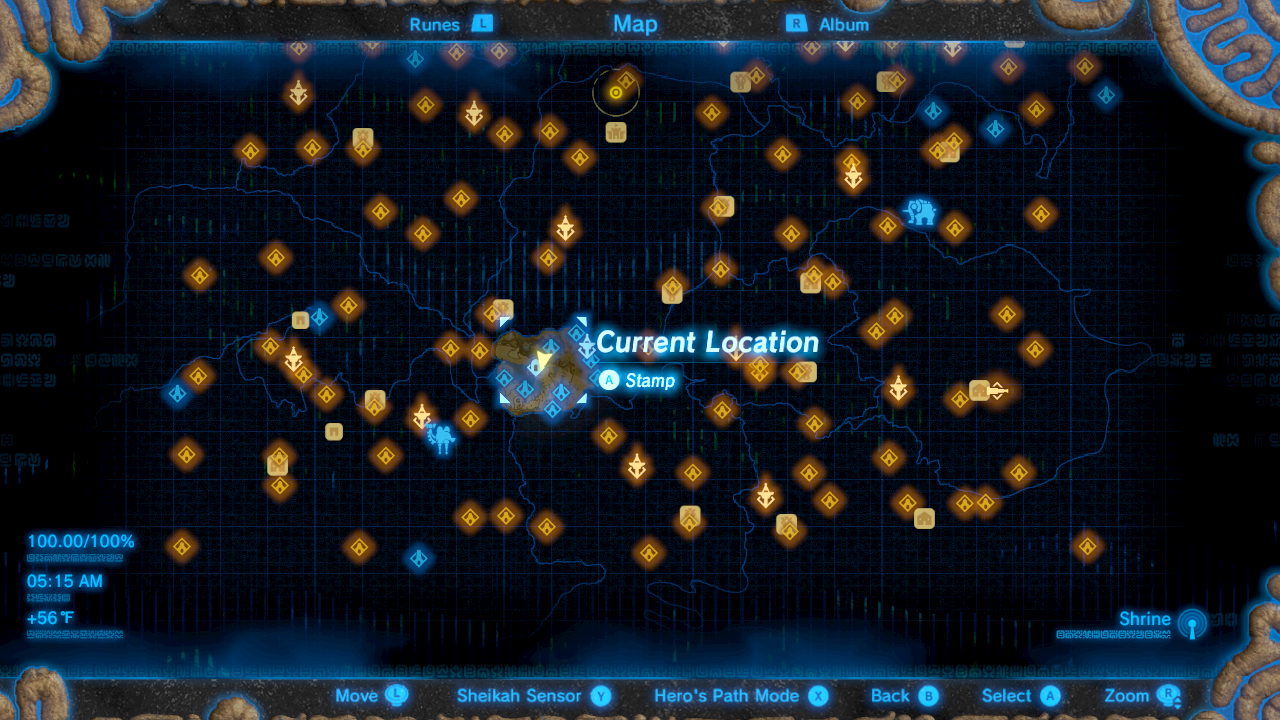 Runes L
Map
R Album
Current Location
A Stamp
100.00/100%
05:15 AM
+56°F
Shrine
Move L
Sheikah Sensor Y
Hero's Path Mode X
Back B
Select A
Zoom R